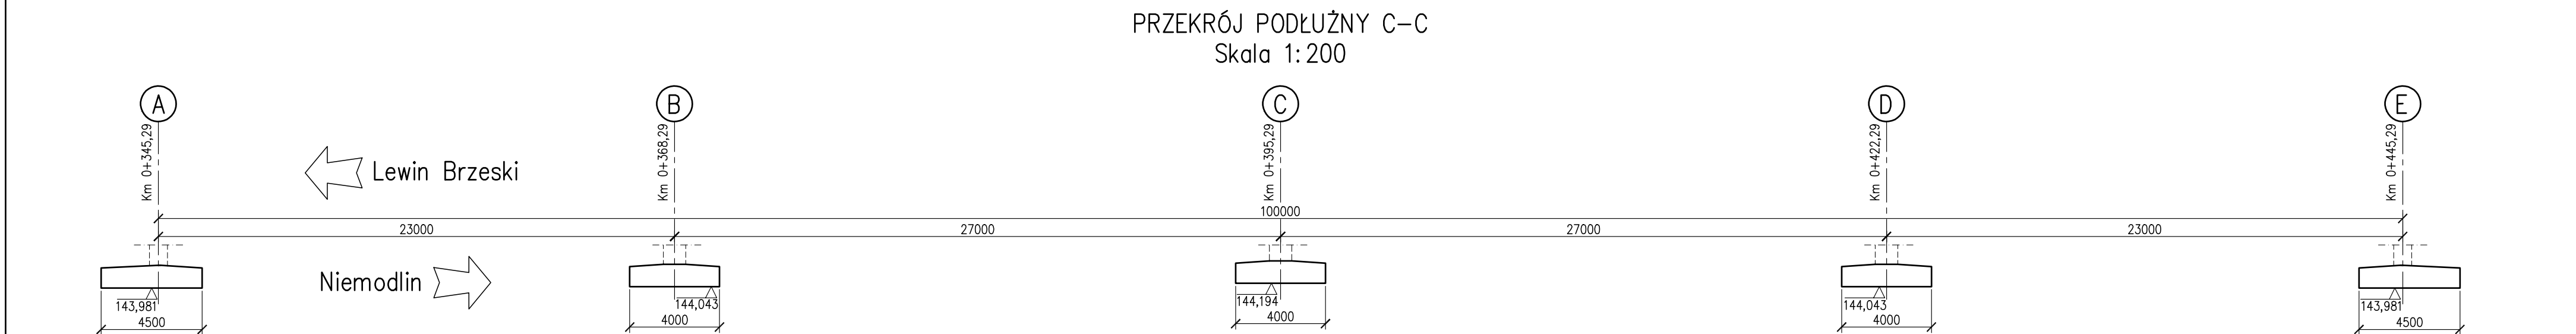 PRZEKRÓJ PODŁUŻNY C-C
Skala 1:200
A
B
C
D
E
Km 0+345,29
Km 0+368,29
Km 0+395,29
Km 0+422,29
Km 0+445,29
Lewin Brzeski
100000
23000
27000
27000
23000
Niemodlin
143,981
144,043
144,194
144,043
143,981
4500
4000
4000
4000
4500